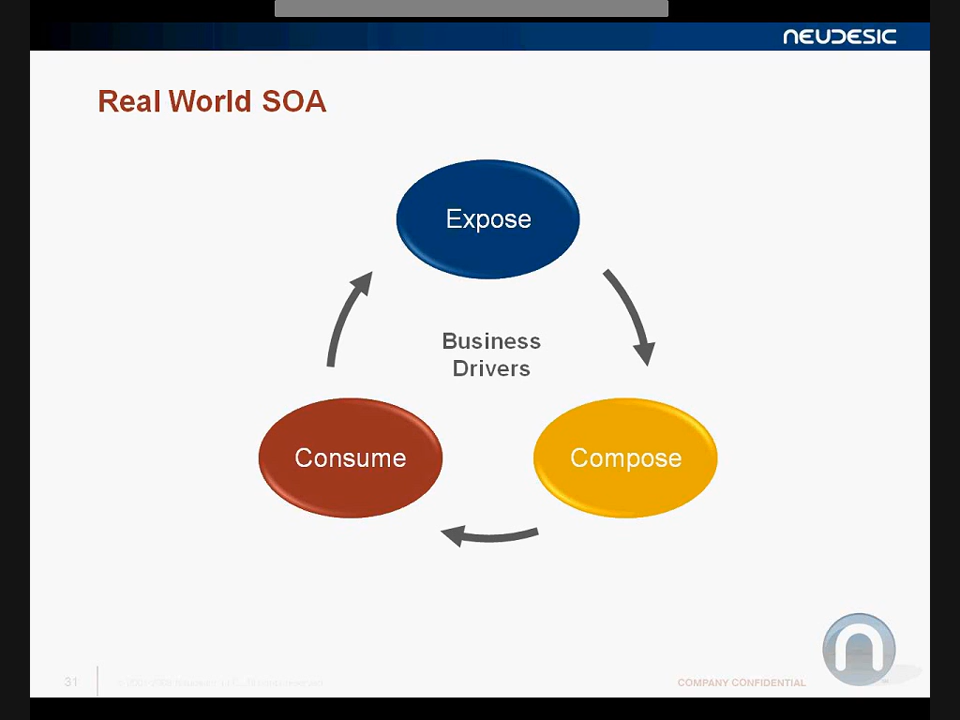 NEUDESIC
Real World SOA
Expose
Business
Drivers
Consume
Compose
31
COMPANY CONFIDENTIAL